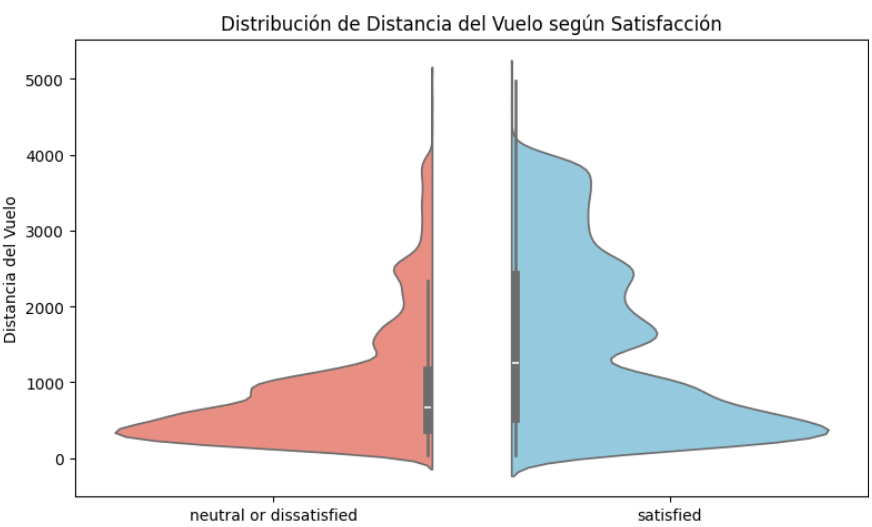 Distribución de Distancia del Vuelo según Satisfacción
Distancia del Vuelo
5000
4000
3000
2000
1000
0
neutral or dissatisfied
satisfied